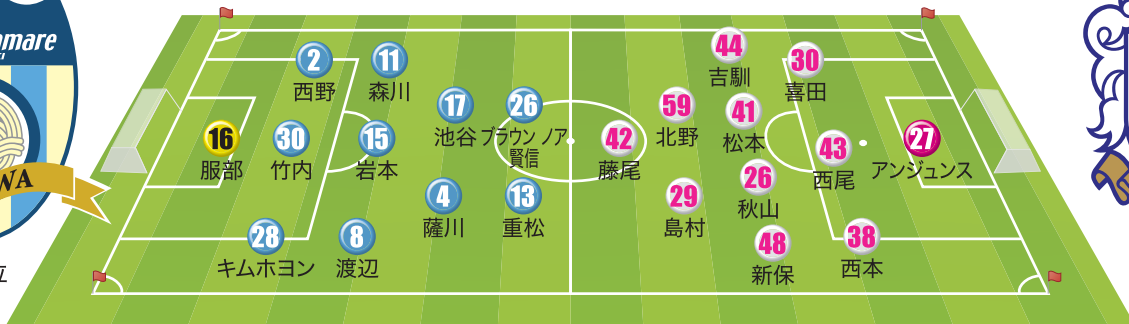 amare
WA
立
2
西野
11
森川
17
池谷
26
ブラウン ノア
賢信
16
服部
30
竹内
15
岩本
4
薩川
13
重松
28
キムホヨン
8
渡辺
44
吉馴
30
喜田
59
北野
41
松本
42
藤尾
43
西尾
27
アンジュンス
26
秋山
29
島村
48
新保
38
西本